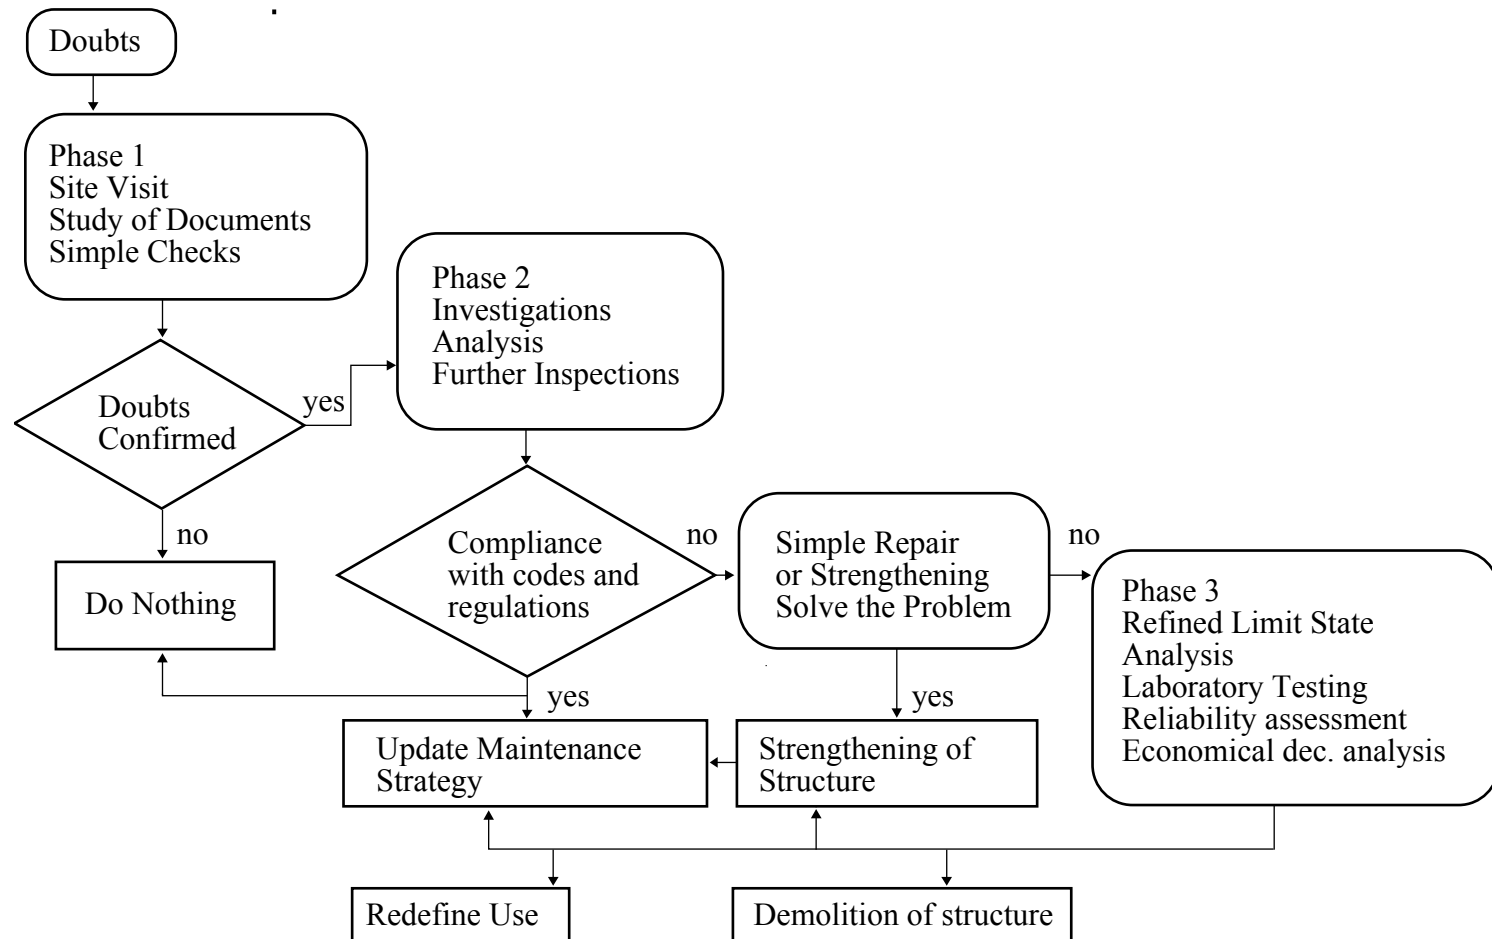 Doubts
Phase 1
Site Visit
Study of Documents
Simple Checks
Phase 2
Investigations
Analysis
Further Inspections
yes
Doubts
Confirmed
no
Do Nothing
Compliance
with codes and
regulations
no
Simple Repair
or Strengthening
Solve the Problem
no
Phase 3
Refined Limit State
Analysis
Laboratory Testing
Reliability assessment
Economical dec. analysis
yes
yes
Update Maintenance
Strategy
Strengthening of
Structure
Redefine Use
Demolition of structure